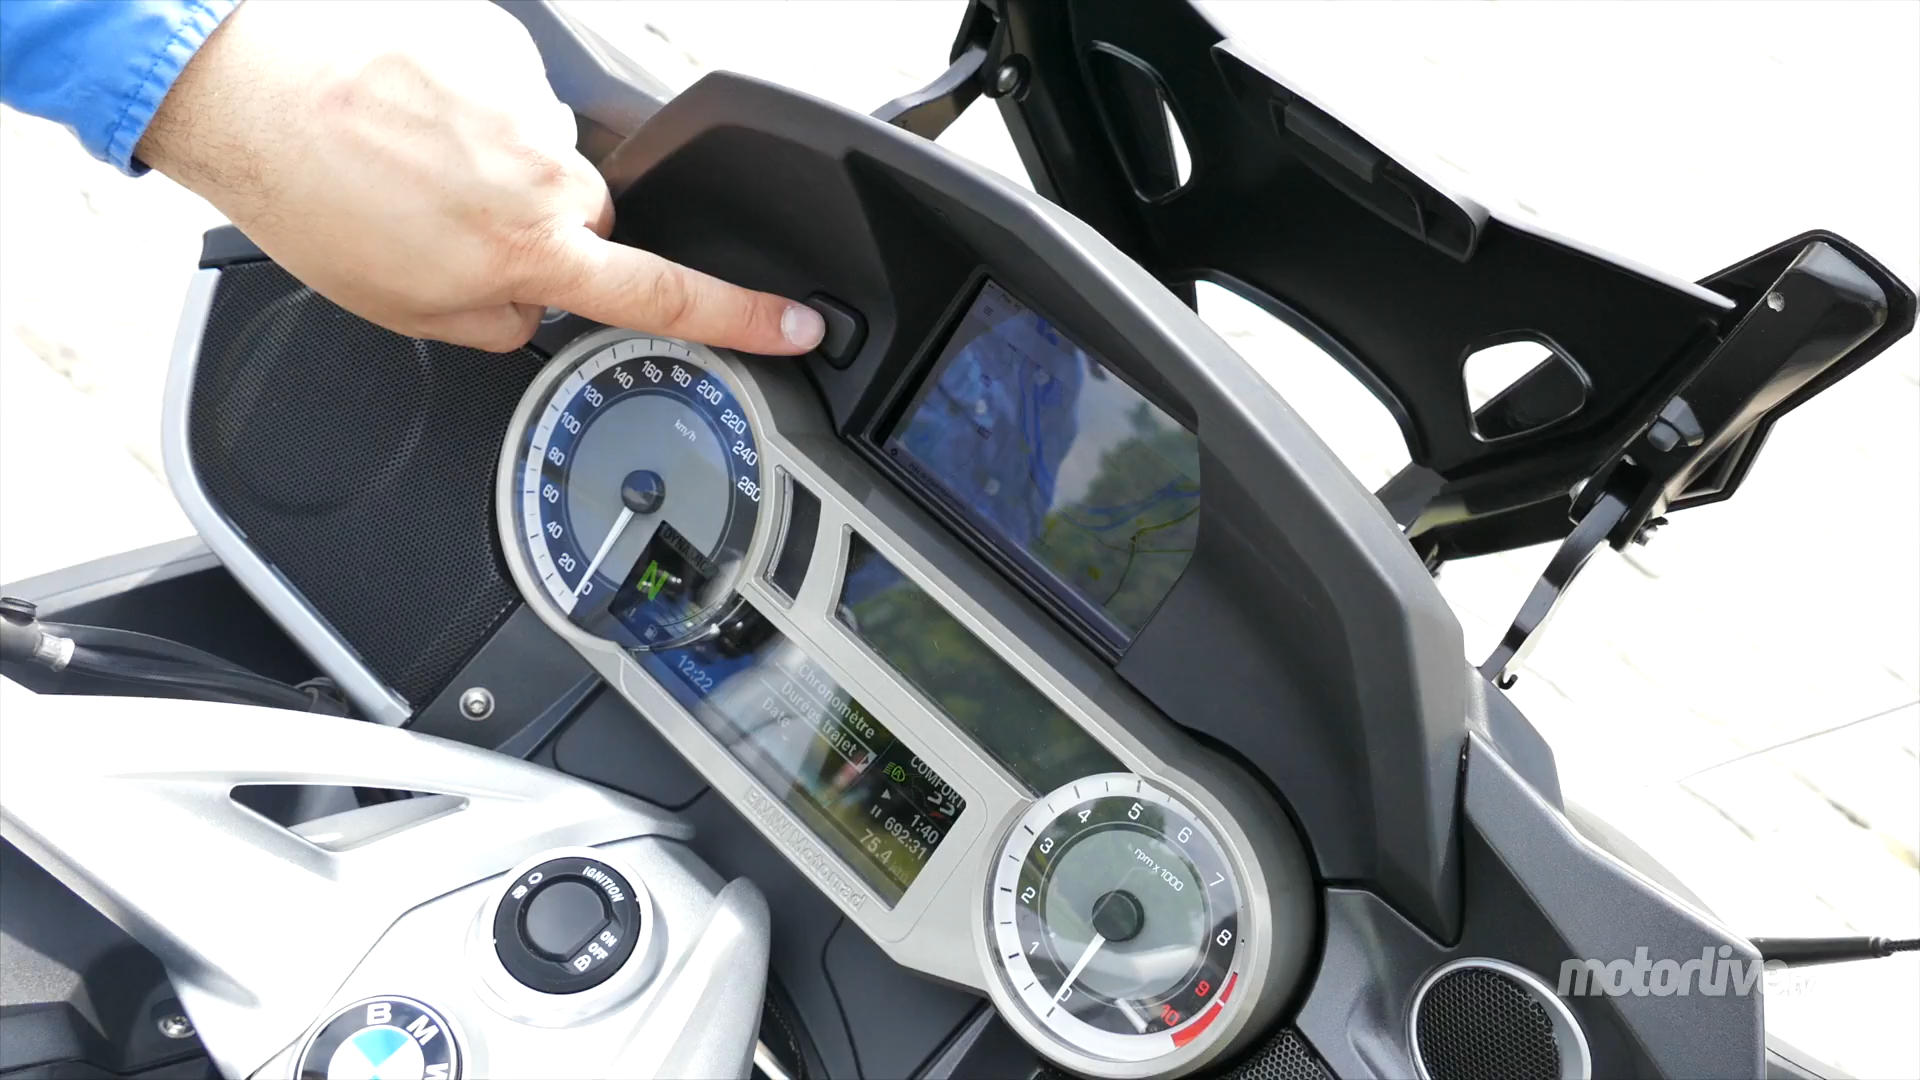 0
20
40
60
80
100
120
140
160
180
200
220
240
260
km/h
N
12:22
Chronomètre
Durées trajet
Date
COMFORT
1:40
692:31
75.4
BMW Motorrad
0
1
2
3
4
5
6
7
8
9
10
rpm x 1000
IGNITION
ON
OFF
BMW
motorlive